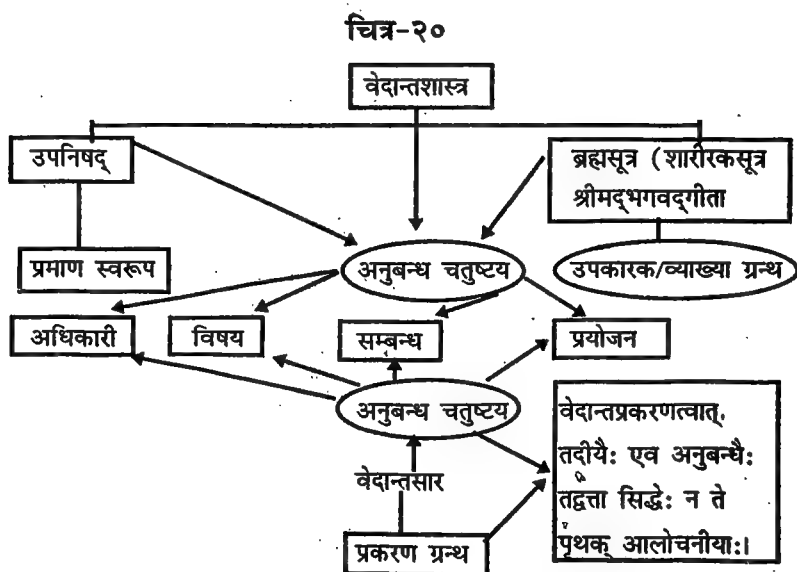 चित्र-२०
वेदान्तशास्त्र
उपनिषद्
ब्रह्मसूत्र (शारीरकसूत्र
श्रीमद्भगवद्गीता
प्रमाण स्वरूप
अनुबन्ध चतुष्टय
उपकारक/व्याख्या ग्रन्थ
अधिकारी
विषय
सम्बन्ध
प्रयोजन
अनुबन्ध चतुष्टय
वेदान्तप्रकरणत्वात्,
तदीयैः एव अनुबन्धैः
तद्वत्ता सिद्धेः न ते
पृथक् आलोचनीयाः।
वेदान्तसार
प्रकरण ग्रन्थ